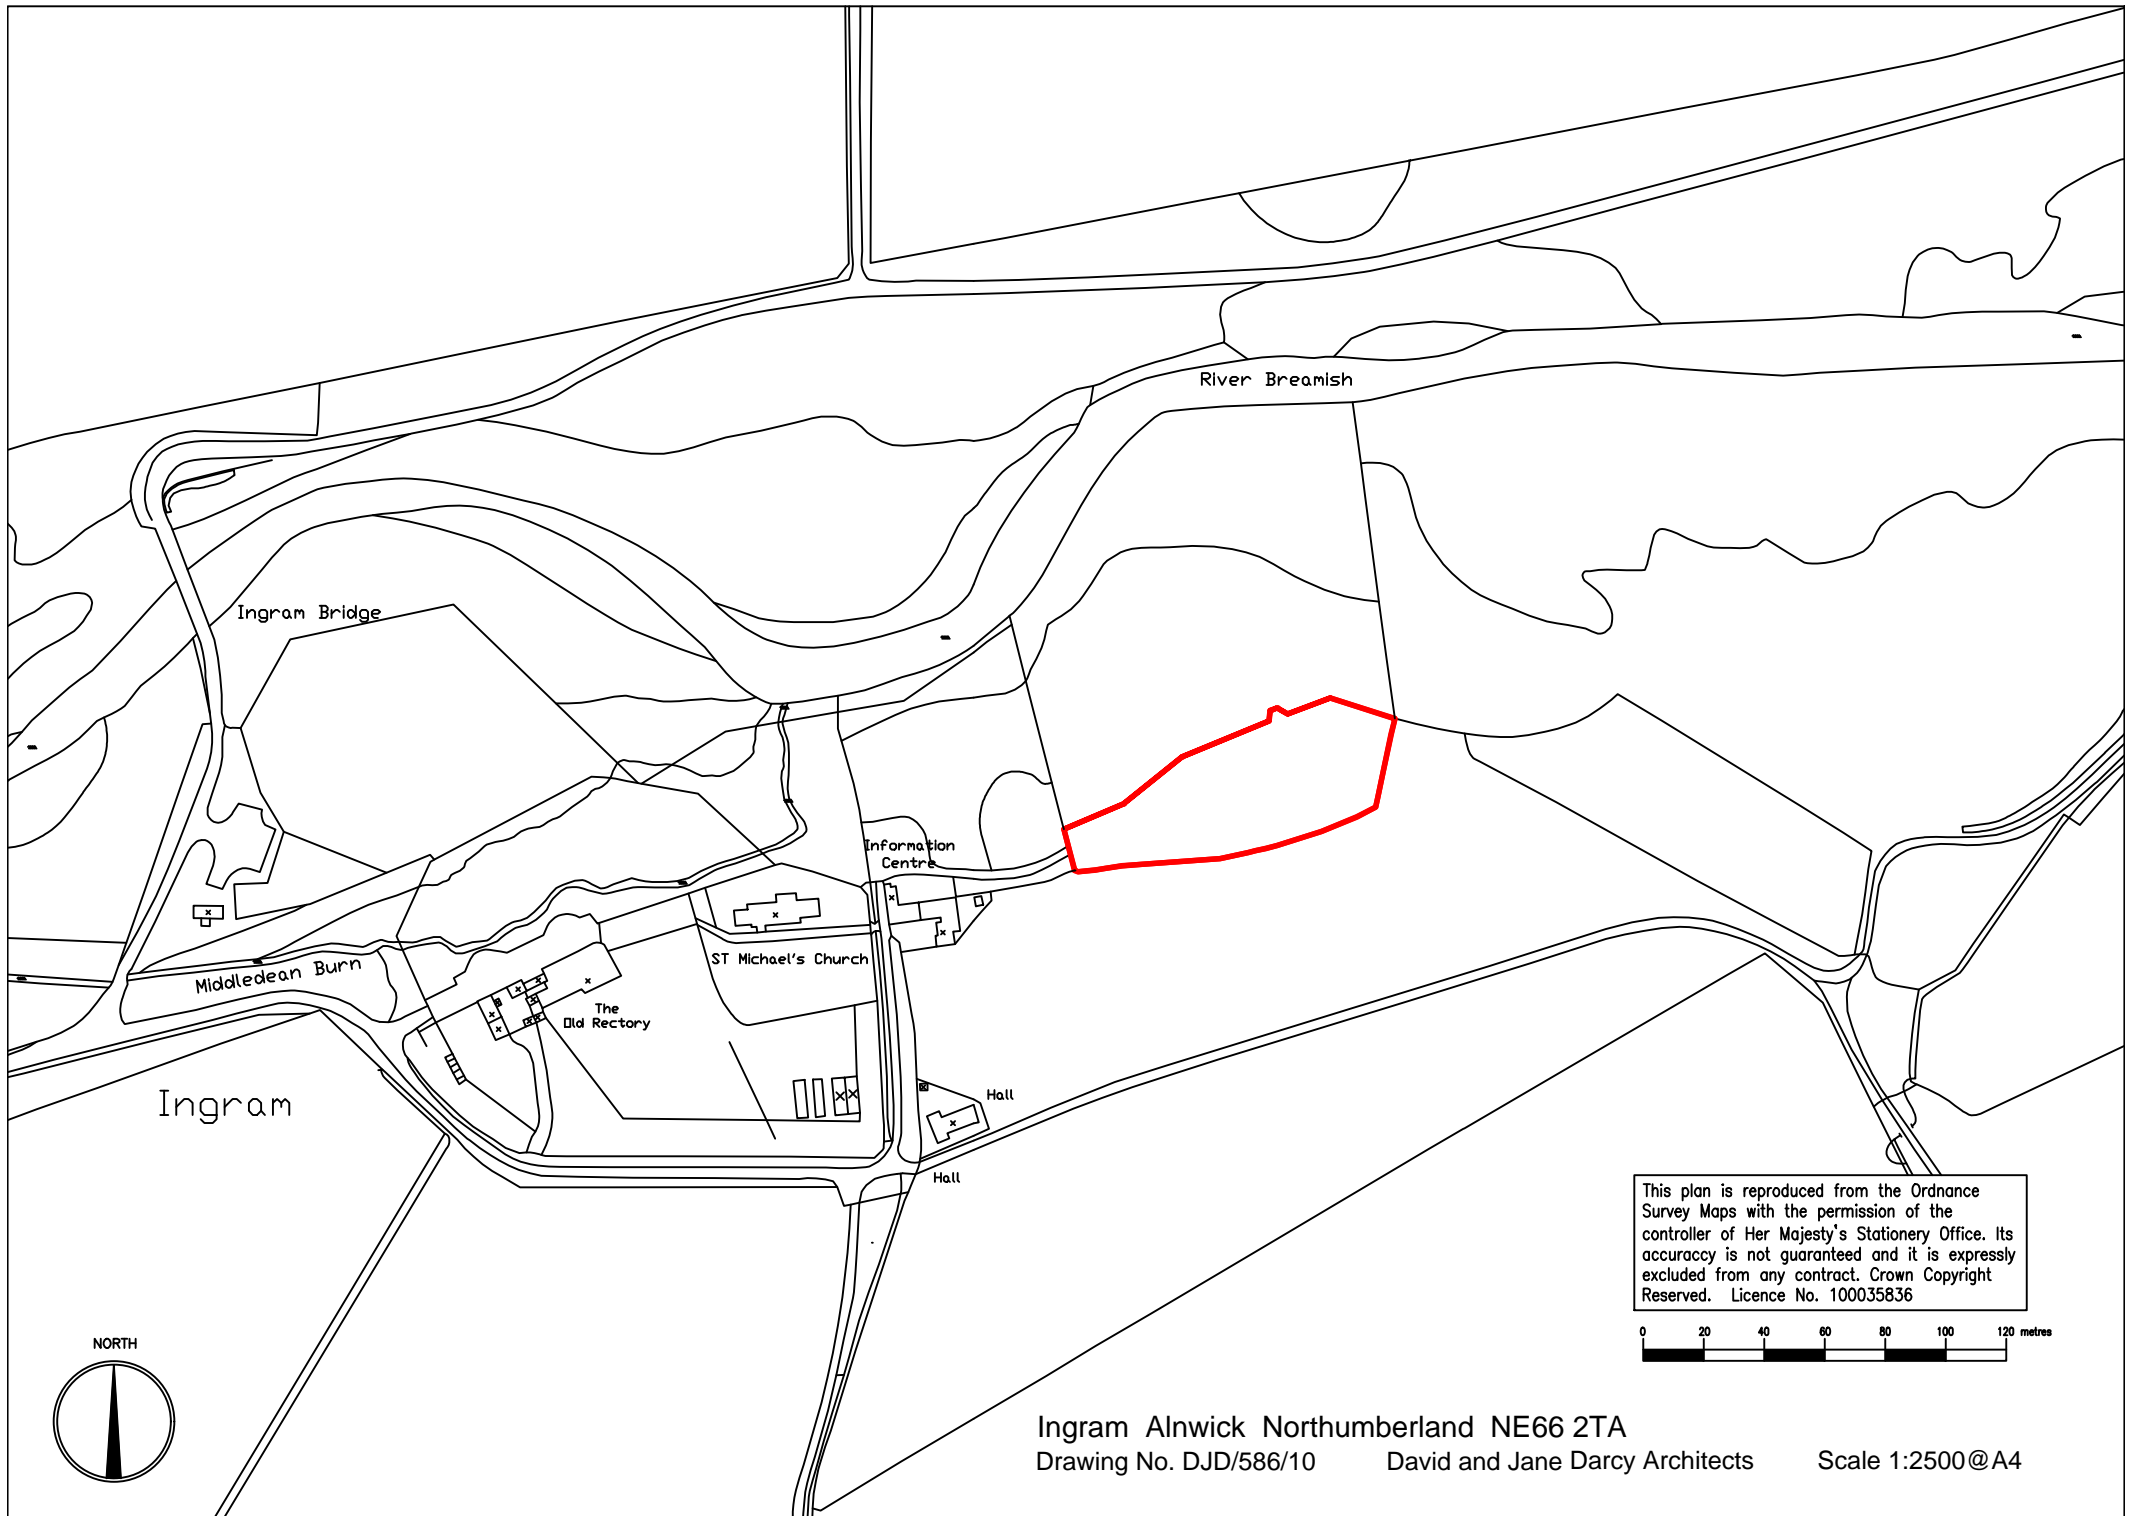 River Breamish
Ingram Bridge
Information
Centre
ST Michael's Church
Middledean Burn
The
Old Rectory
Ingram
Hall
Hall
This plan is reproduced from the Ordnance
Survey Maps with the permission of the
controller of Her Majesty's Stationery Office. Its
accuraccy is not guaranteed and it is expressly
excluded from any contract. Crown Copyright
Reserved. Licence No. 100035836
0 20 40 60 80 100 120 metres
NORTH
Ingram Alnwick Northumberland NE66 2TA
Drawing No. DJD/586/10 David and Jane Darcy Architects Scale 1:2500@A4